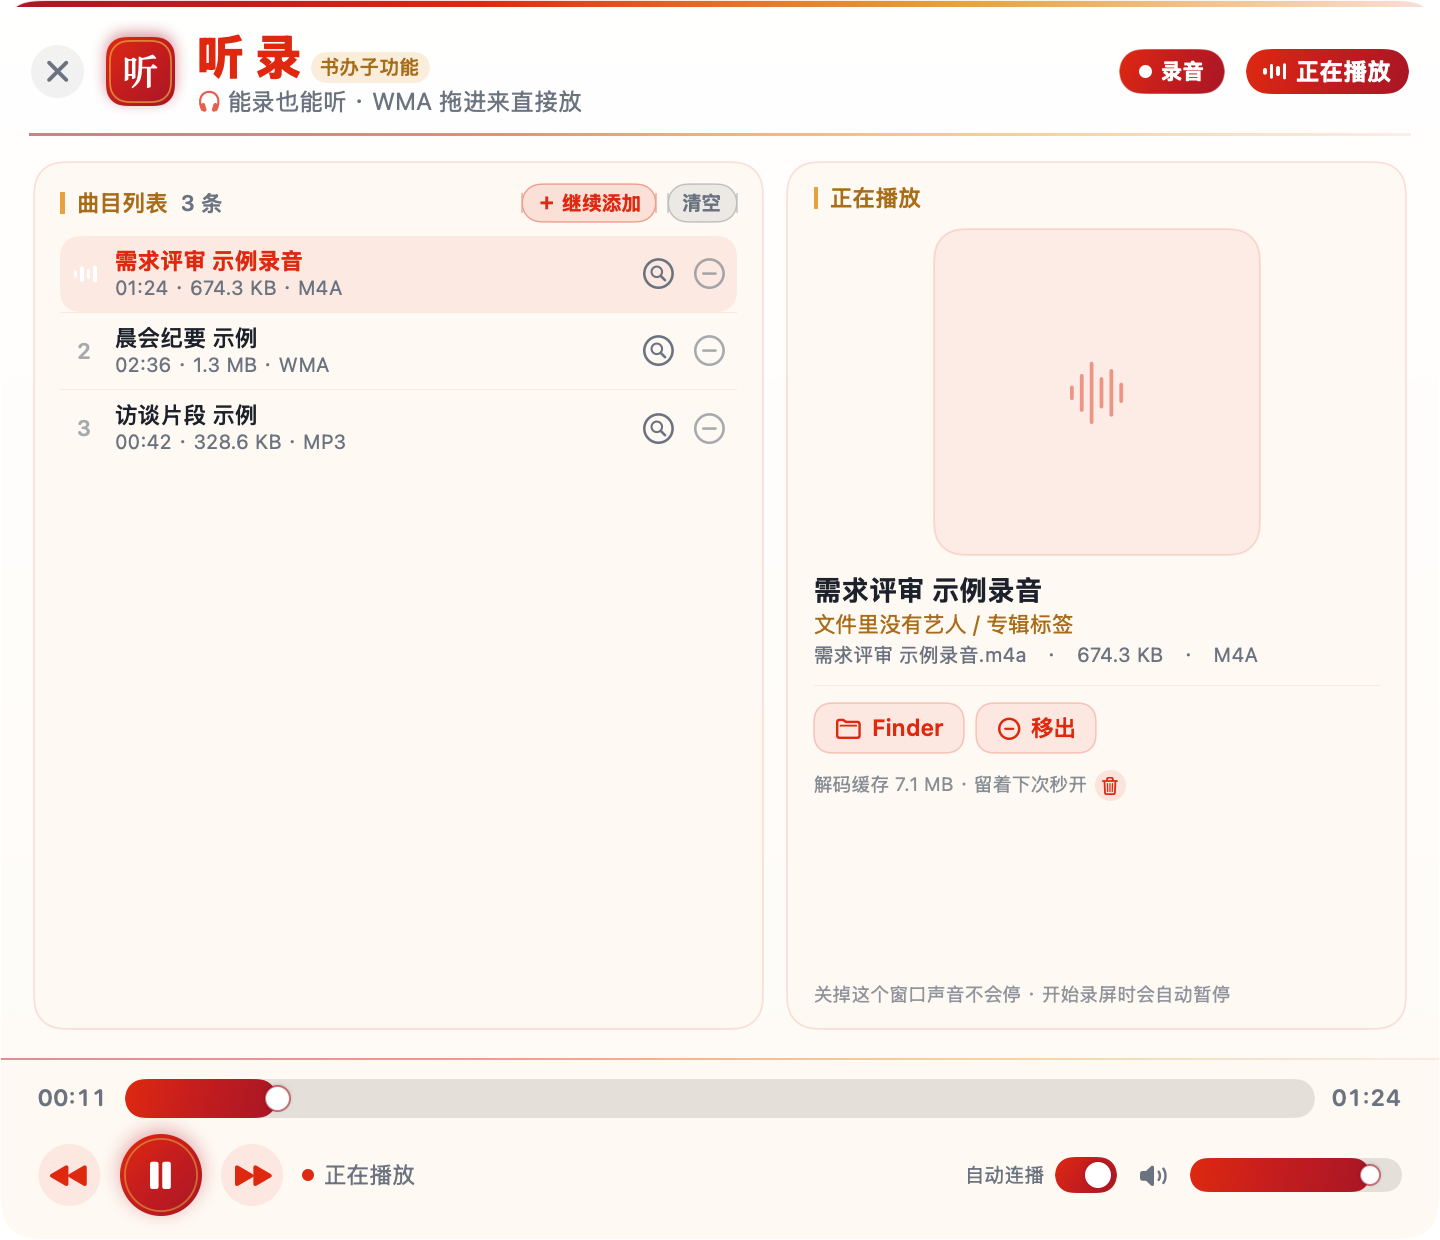 听
听 录 书办子功能
能录也能听 · WMA 拖进来直接放
录音
正在播放
曲目列表 3 条
+ 继续添加
清空
需求评审 示例录音
01:24 · 674.3 KB · M4A
2
晨会纪要 示例
02:36 · 1.3 MB · WMA
3
访谈片段 示例
00:42 · 328.6 KB · MP3
正在播放
需求评审 示例录音
文件里没有艺人 / 专辑标签
需求评审 示例录音.m4a · 674.3 KB · M4A
Finder
移出
解码缓存 7.1 MB · 留着下次秒开
关掉这个窗口声音不会停 · 开始录屏时会自动暂停
00:11
01:24
正在播放
自动连播